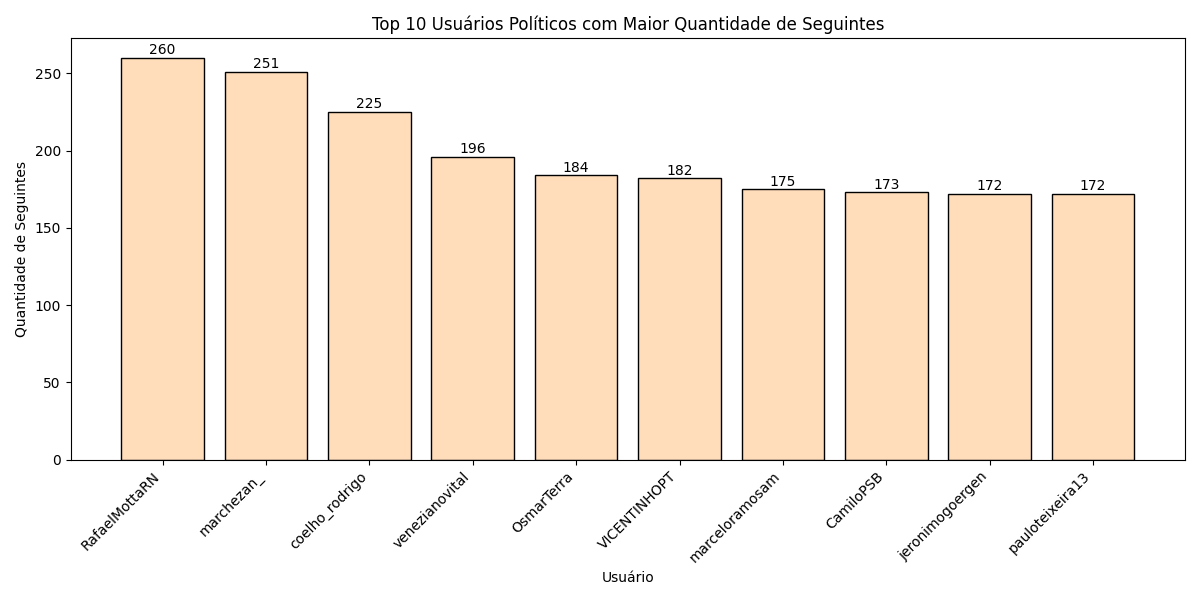 Top 10 Usuários Políticos com Maior Quantidade de Seguintes
Quantidade de Seguintes
250
200
150
100
50
0
260
251
225
196
184
182
175
173
172
172
RafaelMottaRN
marchezan_
coelho_rodrigo
venezianovital
OsmarTerra
VICENTINHOPT
marceloramosam
CamiloPSB
jeronimogoergen
pauloteixeira13
Usuário